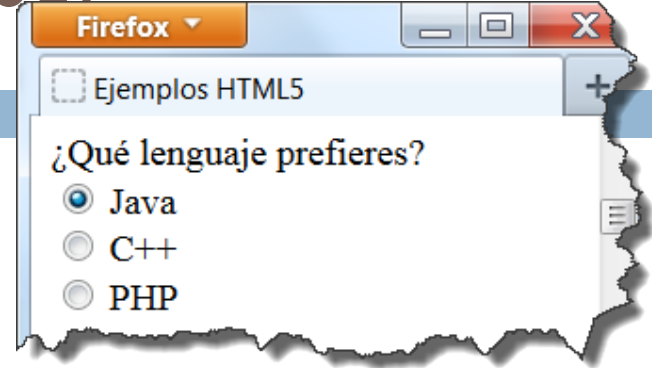 Firefox
Ejemplos HTML5
¿Qué lenguaje prefieres?
Java
C++
PHP